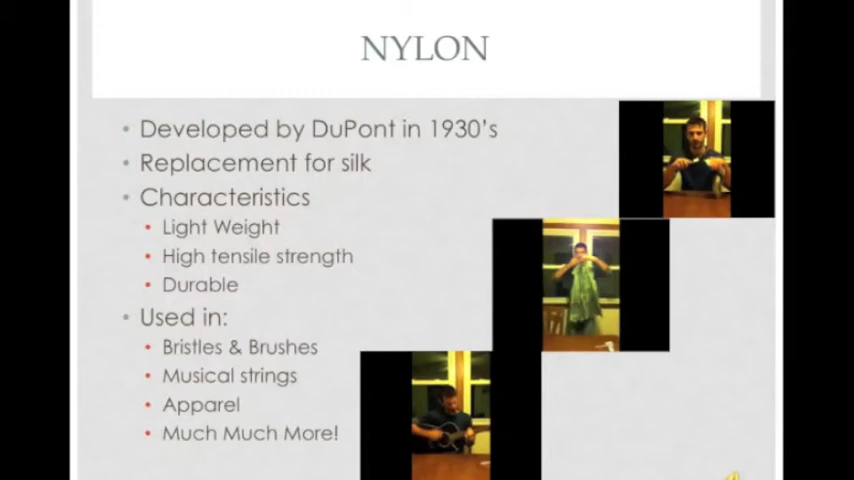 NYLON
• Developed by DuPont in 1930's
• Replacement for silk
• Characteristics
• Light Weight
• High tensile strength
• Durable
• Used in:
• Bristles & Brushes
• Musical strings
• Apparel
• Much Much More!